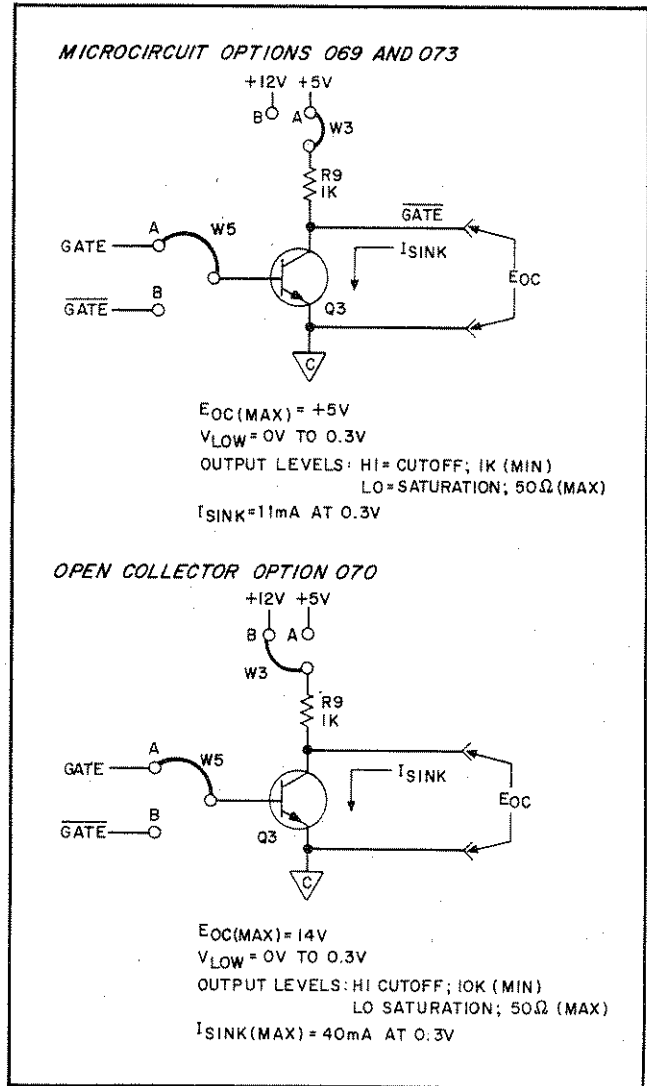 MICROCIRCUIT OPTIONS 069 AND 073
+12V +5V
B A
W3
R9
1K
GATE
A
W5
GATE
B
ISINK
EOC
Q3
C
EOC(MAX) = +5V
VLOW = 0V TO 0.3V
OUTPUT LEVELS: HI = CUTOFF; 1K (MIN)
LO = SATURATION; 50Ω (MAX)
ISINK = 11mA AT 0.3V
OPEN COLLECTOR OPTION 070
+12V +5V
B A
W3
R9
1K
GATE
A
W5
GATE
B
ISINK
EOC
Q3
C
EOC(MAX) = 14V
VLOW = 0V TO 0.3V
OUTPUT LEVELS: HI CUTOFF; 10K (MIN)
LO SATURATION; 50Ω (MAX)
ISINK(MAX) = 40mA AT 0.3V